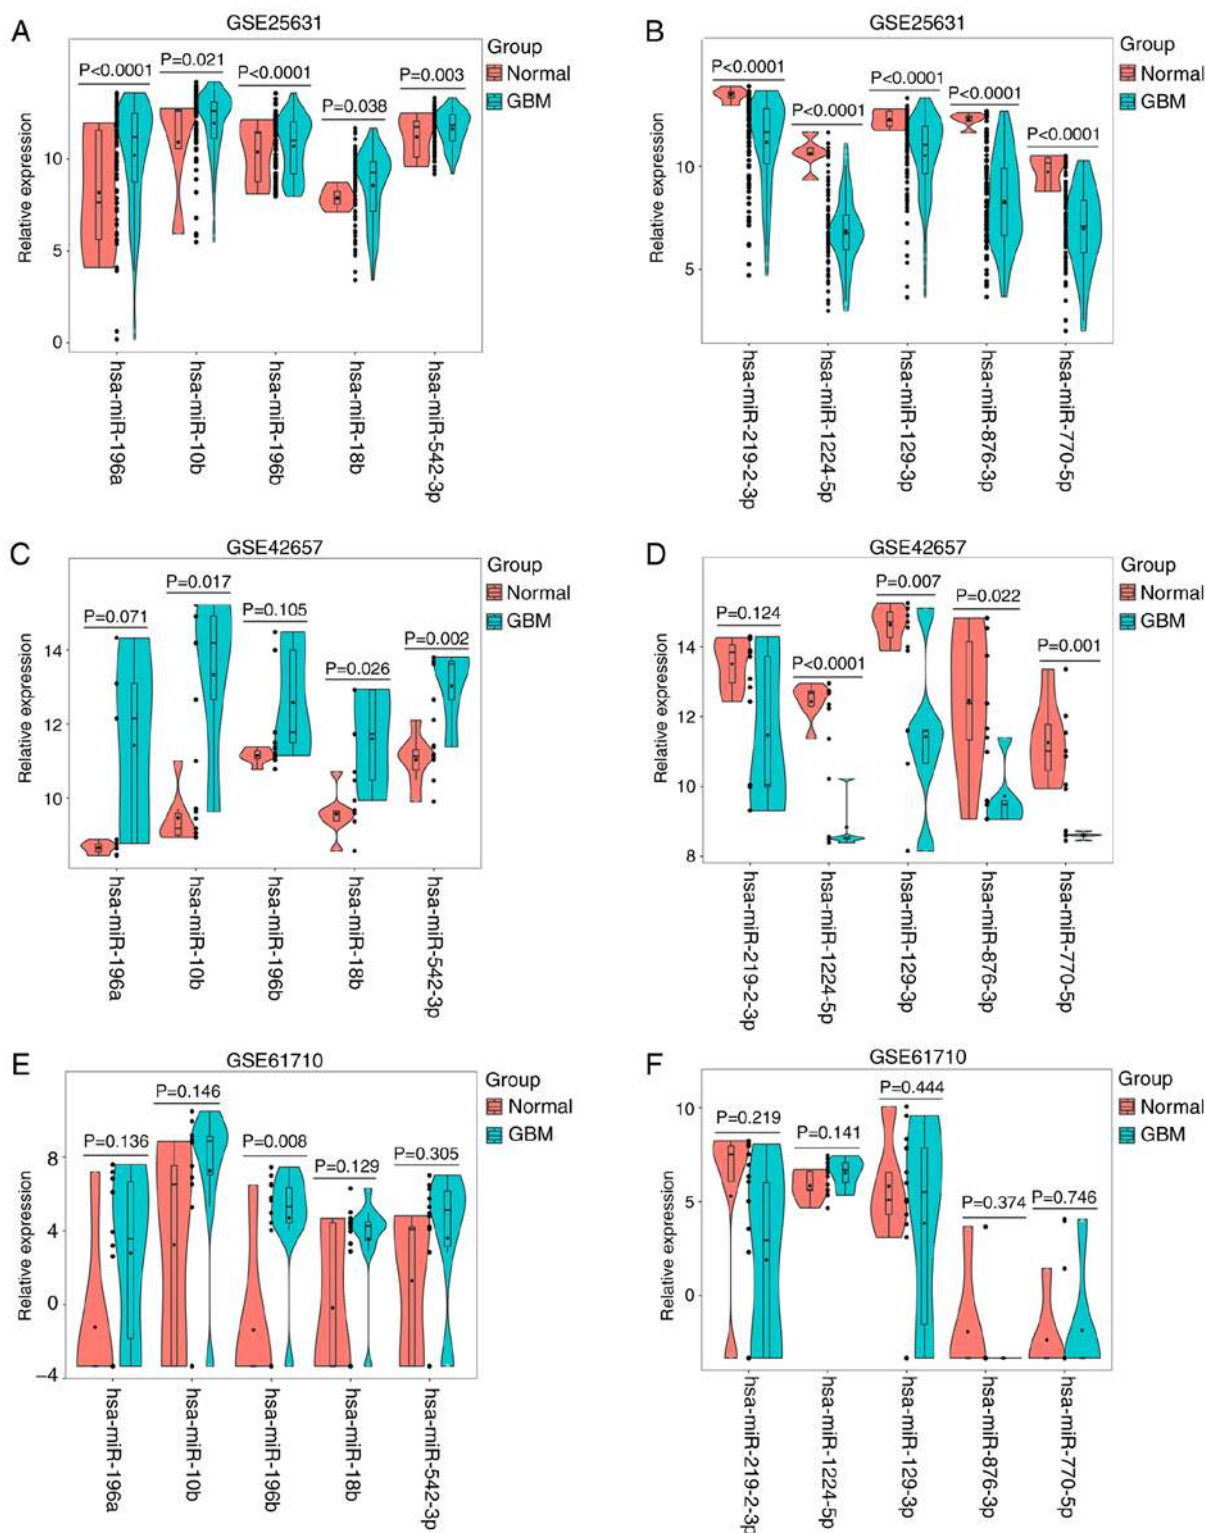 A
GSE25631
Group
Normal
GBM
P<0.0001
P=0.021
P<0.0001
P=0.038
P=0.003
Relative expression
10
5
0
hsa-miR-196a
hsa-miR-10b
hsa-miR-196b
hsa-miR-18b
hsa-miR-542-3p
B
GSE25631
Group
Normal
GBM
P<0.0001
P<0.0001
P<0.0001
P<0.0001
P<0.0001
Relative expression
10
5
hsa-miR-219-2-3p
hsa-miR-1224-5p
hsa-miR-129-3p
hsa-miR-876-3p
hsa-miR-770-5p
C
GSE42657
Group
Normal
GBM
P=0.071
P=0.017
P=0.105
P=0.026
P=0.002
Relative expression
14
12
10
hsa-miR-196a
hsa-miR-10b
hsa-miR-196b
hsa-miR-18b
hsa-miR-542-3p
D
GSE42657
Group
Normal
GBM
P=0.124
P<0.0001
P=0.007
P=0.022
P=0.001
Relative expression
14
12
10
8
hsa-miR-219-2-3p
hsa-miR-1224-5p
hsa-miR-129-3p
hsa-miR-876-3p
hsa-miR-770-5p
E
GSE61710
Group
Normal
GBM
P=0.136
P=0.146
P=0.008
P=0.129
P=0.305
Relative expression
8
4
0
−4
hsa-miR-196a
hsa-miR-10b
hsa-miR-196b
hsa-miR-18b
hsa-miR-542-3p
F
GSE61710
Group
Normal
GBM
P=0.219
P=0.141
P=0.444
P=0.374
P=0.746
Relative expression
10
5
0
hsa-miR-219-2-3p
hsa-miR-1224-5p
hsa-miR-129-3p
hsa-miR-876-3p
hsa-miR-770-5p